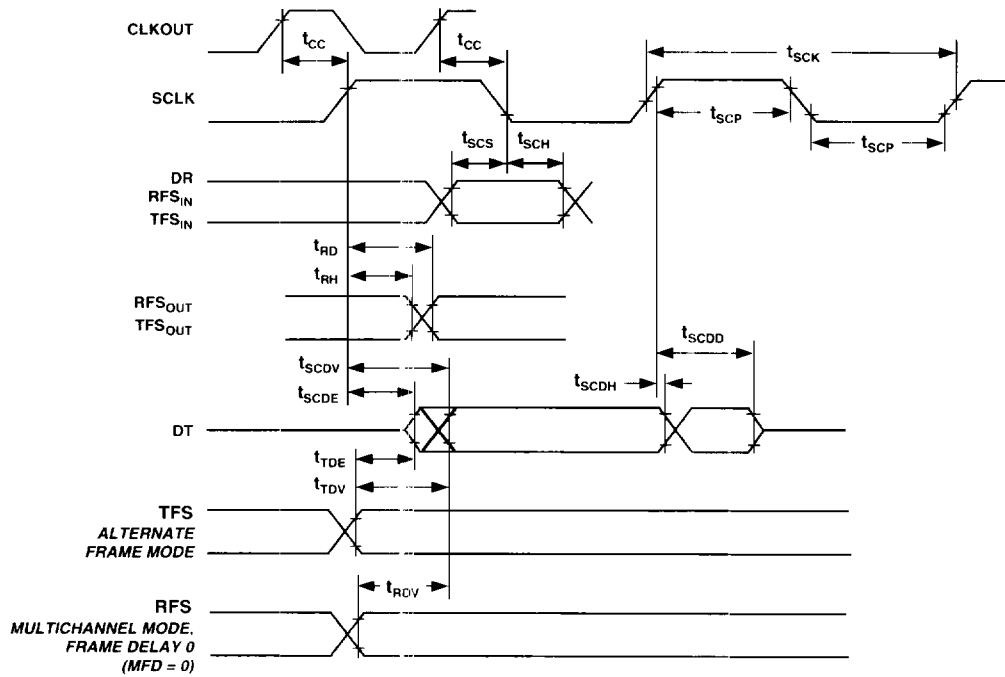 CLKOUT
tCC
tCC
tSCK
SCLK
tSCP
tSCP
tSCS
tSCH
DR
RFSIN
TFSIN
tRD
tRH
RFSOUT
TFSOUT
tSCDD
tSCDV
tSCDH
tSCDE
DT
tTDE
tTDV
TFS
ALTERNATE
FRAME MODE
tRDV
RFS
MULTICHANNEL MODE,
FRAME DELAY 0
(MFD = 0)